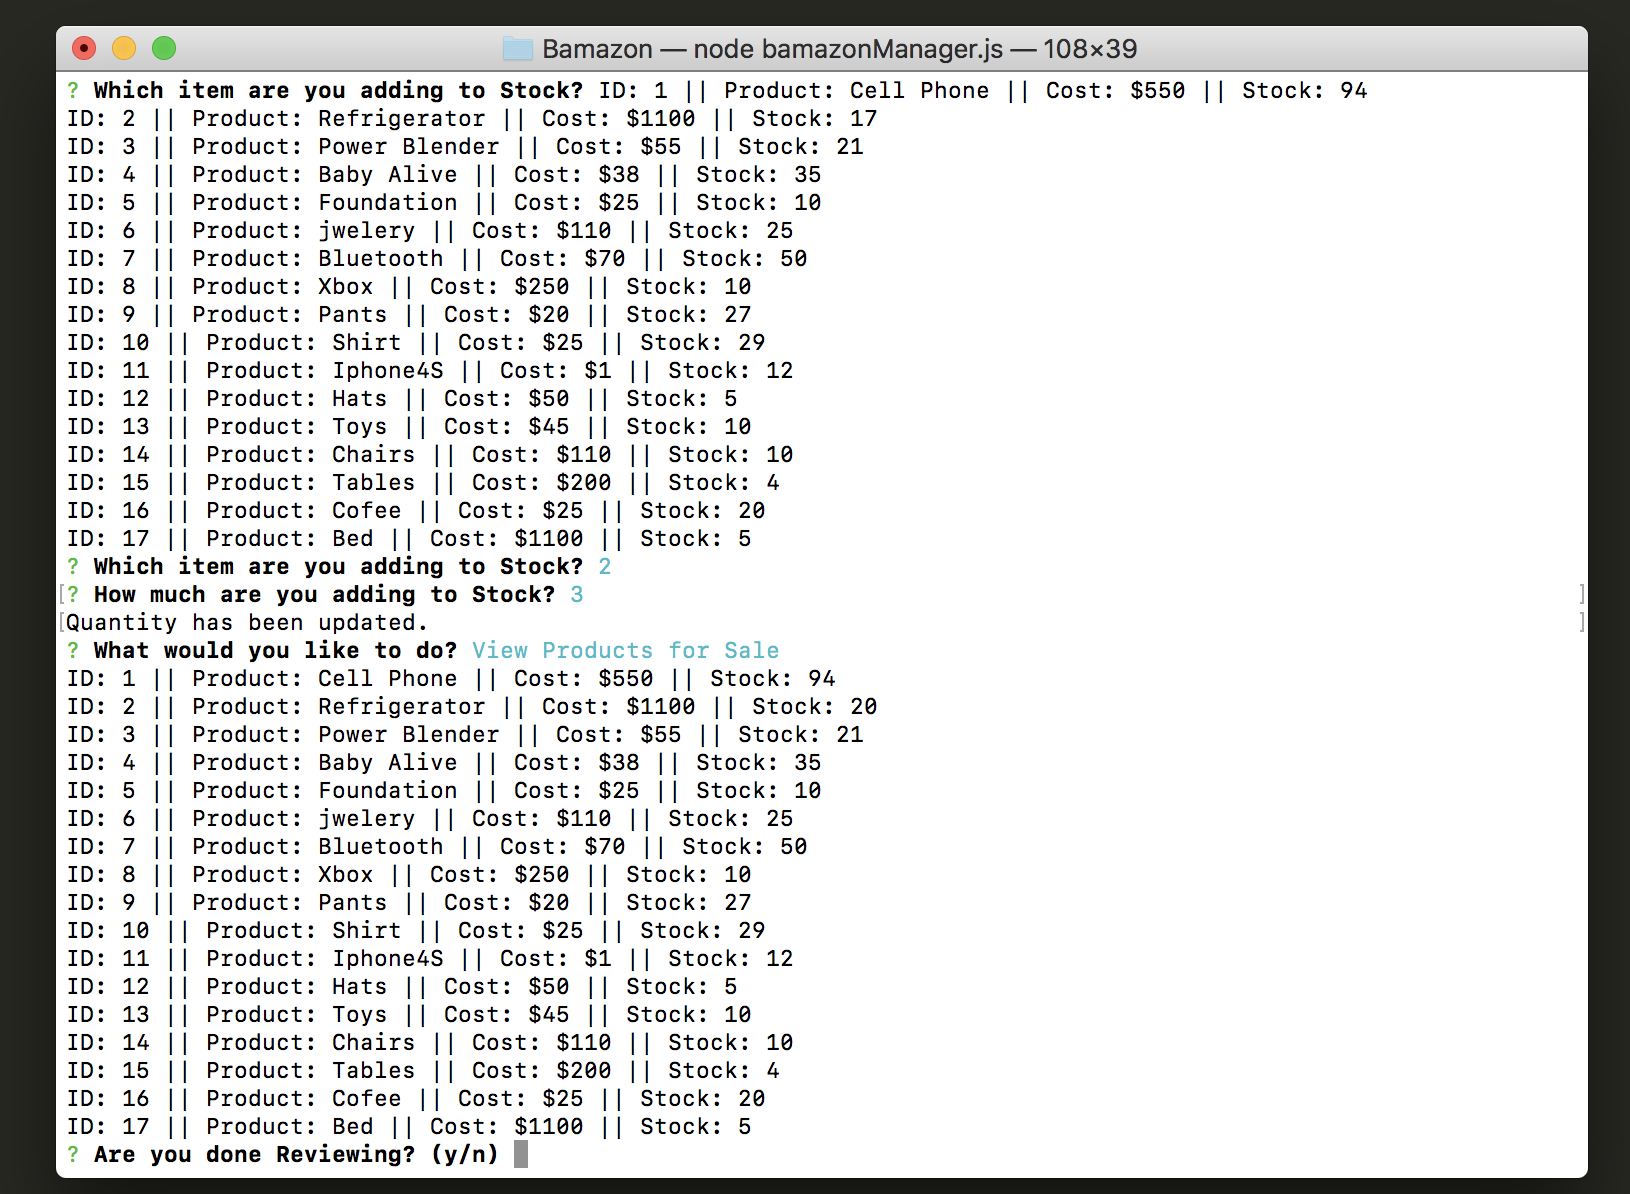 Bamazon — node bamazonManager.js — 108×39
? Which item are you adding to Stock? ID: 1 || Product: Cell Phone || Cost: $550 || Stock: 94
ID: 2 || Product: Refrigerator || Cost: $1100 || Stock: 17
ID: 3 || Product: Power Blender || Cost: $55 || Stock: 21
ID: 4 || Product: Baby Alive || Cost: $38 || Stock: 35
ID: 5 || Product: Foundation || Cost: $25 || Stock: 10
ID: 6 || Product: jwelery || Cost: $110 || Stock: 25
ID: 7 || Product: Bluetooth || Cost: $70 || Stock: 50
ID: 8 || Product: Xbox || Cost: $250 || Stock: 10
ID: 9 || Product: Pants || Cost: $20 || Stock: 27
ID: 10 || Product: Shirt || Cost: $25 || Stock: 29
ID: 11 || Product: Iphone4S || Cost: $1 || Stock: 12
ID: 12 || Product: Hats || Cost: $50 || Stock: 5
ID: 13 || Product: Toys || Cost: $45 || Stock: 10
ID: 14 || Product: Chairs || Cost: $110 || Stock: 10
ID: 15 || Product: Tables || Cost: $200 || Stock: 4
ID: 16 || Product: Cofee || Cost: $25 || Stock: 20
ID: 17 || Product: Bed || Cost: $1100 || Stock: 5
? Which item are you adding to Stock? 2
[? How much are you adding to Stock? 3 ]
[Quantity has been updated. ]
? What would you like to do? View Products for Sale
ID: 1 || Product: Cell Phone || Cost: $550 || Stock: 94
ID: 2 || Product: Refrigerator || Cost: $1100 || Stock: 20
ID: 3 || Product: Power Blender || Cost: $55 || Stock: 21
ID: 4 || Product: Baby Alive || Cost: $38 || Stock: 35
ID: 5 || Product: Foundation || Cost: $25 || Stock: 10
ID: 6 || Product: jwelery || Cost: $110 || Stock: 25
ID: 7 || Product: Bluetooth || Cost: $70 || Stock: 50
ID: 8 || Product: Xbox || Cost: $250 || Stock: 10
ID: 9 || Product: Pants || Cost: $20 || Stock: 27
ID: 10 || Product: Shirt || Cost: $25 || Stock: 29
ID: 11 || Product: Iphone4S || Cost: $1 || Stock: 12
ID: 12 || Product: Hats || Cost: $50 || Stock: 5
ID: 13 || Product: Toys || Cost: $45 || Stock: 10
ID: 14 || Product: Chairs || Cost: $110 || Stock: 10
ID: 15 || Product: Tables || Cost: $200 || Stock: 4
ID: 16 || Product: Cofee || Cost: $25 || Stock: 20
ID: 17 || Product: Bed || Cost: $1100 || Stock: 5
? Are you done Reviewing? (y/n)